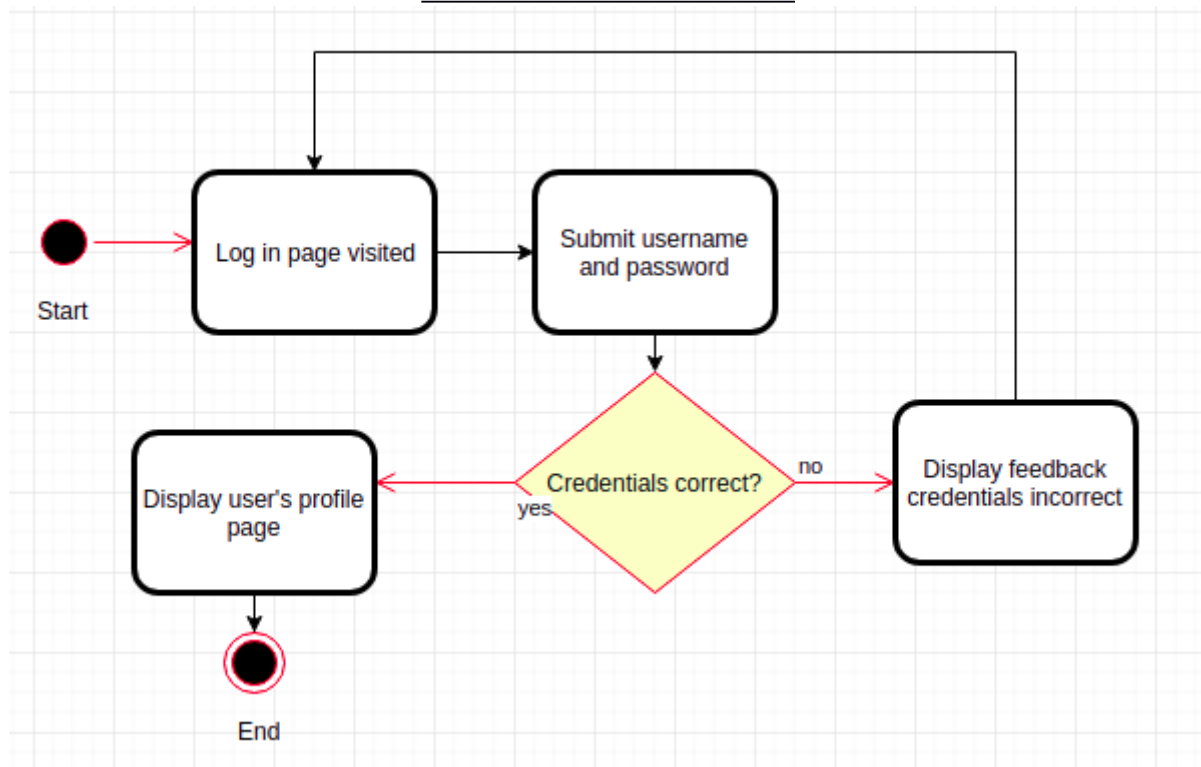 Log in page visited
Submit username
and password
Start
Credentials correct?
no
yes
Display feedback
credentials incorrect
Display user's profile
page
End